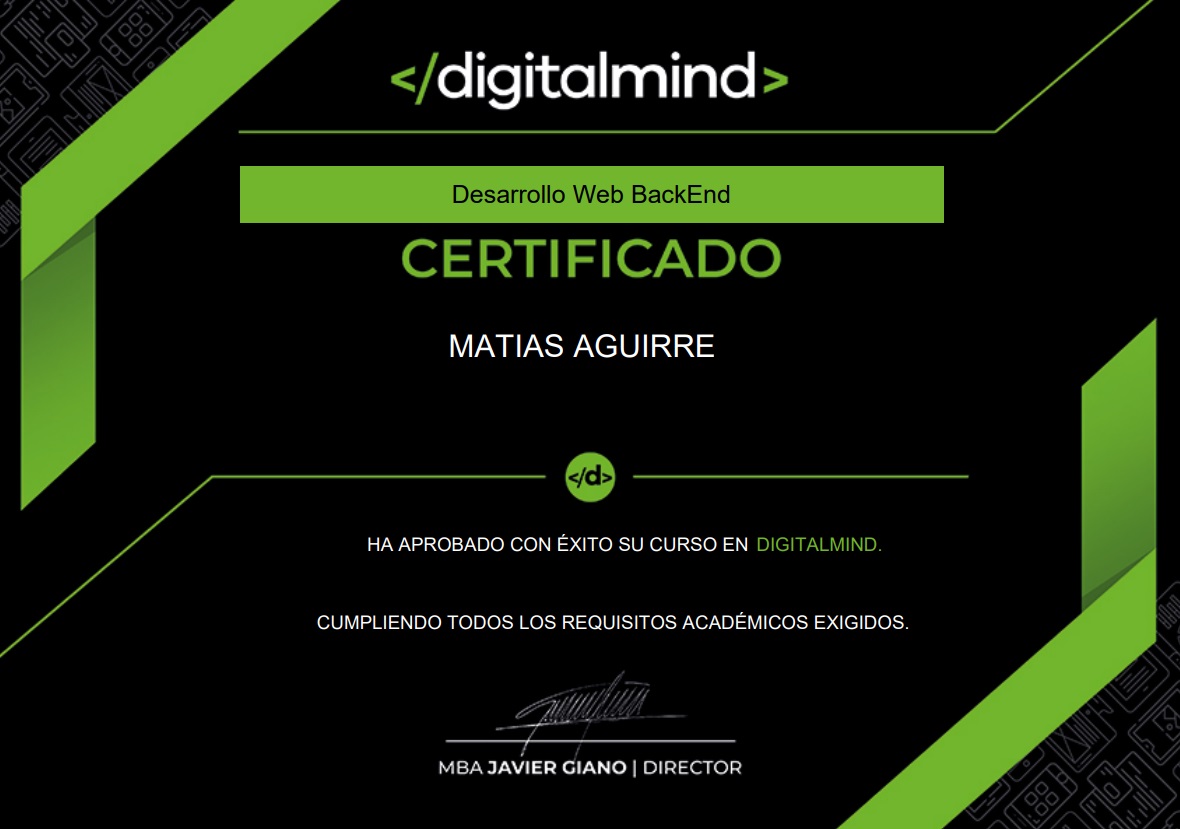 </digitalmind>
Desarrollo Web BackEnd
CERTIFICADO
MATIAS AGUIRRE
</d>
HA APROBADO CON ÉXITO SU CURSO EN DIGITALMIND.
CUMPLIENDO TODOS LOS REQUISITOS ACADÉMICOS EXIGIDOS.
MBA JAVIER GIANO | DIRECTOR